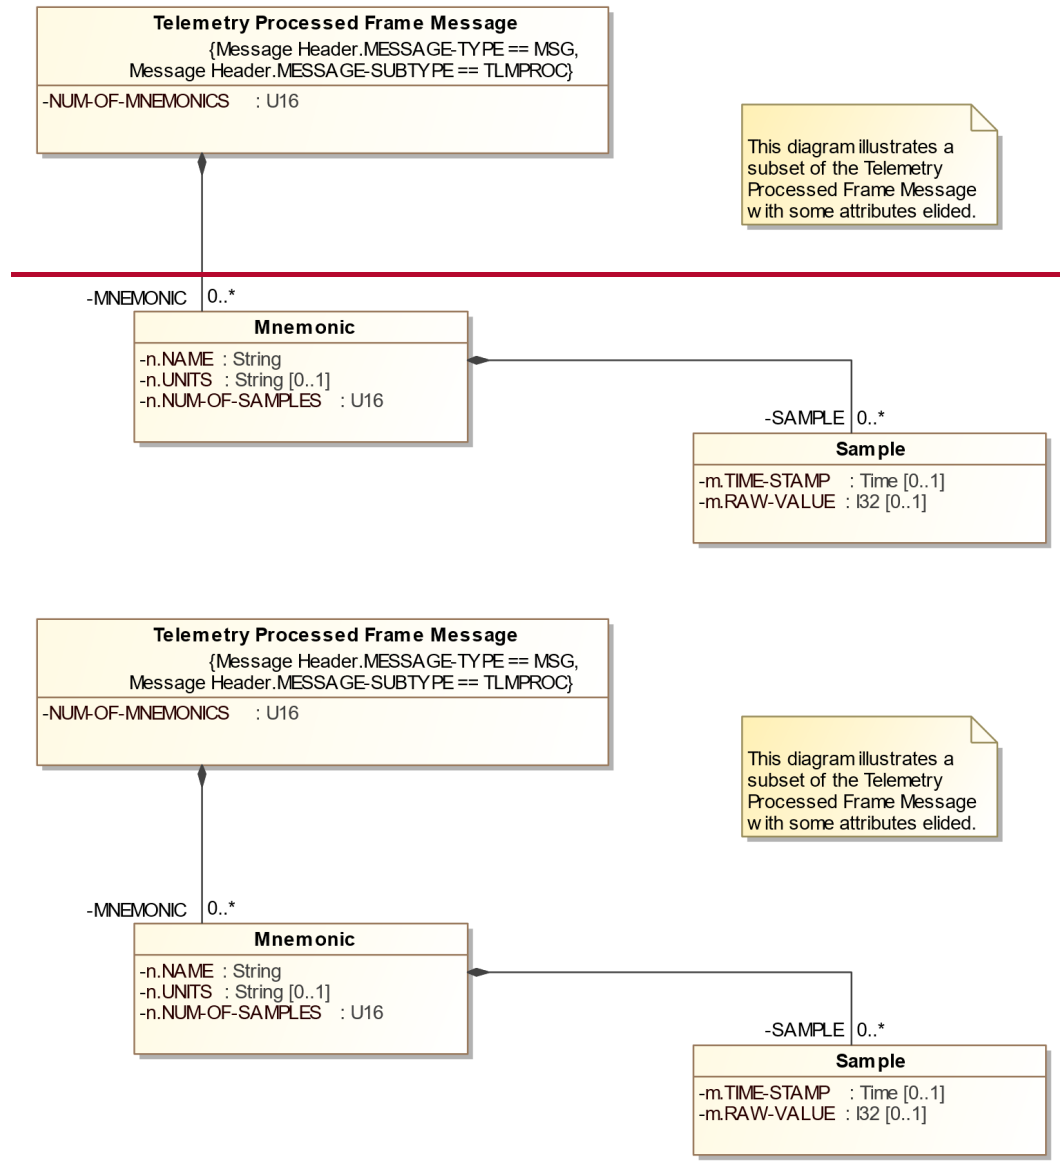 Telemetry Processed Frame Message
{Message Header.MESSAGE-TYPE == MSG,
Message Header.MESSAGE-SUBTYPE == TLMPROC}
-NUM-OF-MNEMONICS : U16
This diagram illustrates a
subset of the Telemetry
Processed Frame Message
with some attributes elided.
-MNEMONIC 0..*
Mnemonic
-n.NAME : String
-n.UNITS : String [0..1]
-n.NUM-OF-SAMPLES : U16
-SAMPLE 0..*
Sample
-m.TIME-STAMP : Time [0..1]
-m.RAW-VALUE : I32 [0..1]
Telemetry Processed Frame Message
{Message Header.MESSAGE-TYPE == MSG,
Message Header.MESSAGE-SUBTYPE == TLMPROC}
-NUM-OF-MNEMONICS : U16
This diagram illustrates a
subset of the Telemetry
Processed Frame Message
with some attributes elided.
-MNEMONIC 0..*
Mnemonic
-n.NAME : String
-n.UNITS : String [0..1]
-n.NUM-OF-SAMPLES : U16
-SAMPLE 0..*
Sample
-m.TIME-STAMP : Time [0..1]
-m.RAW-VALUE : I32 [0..1]